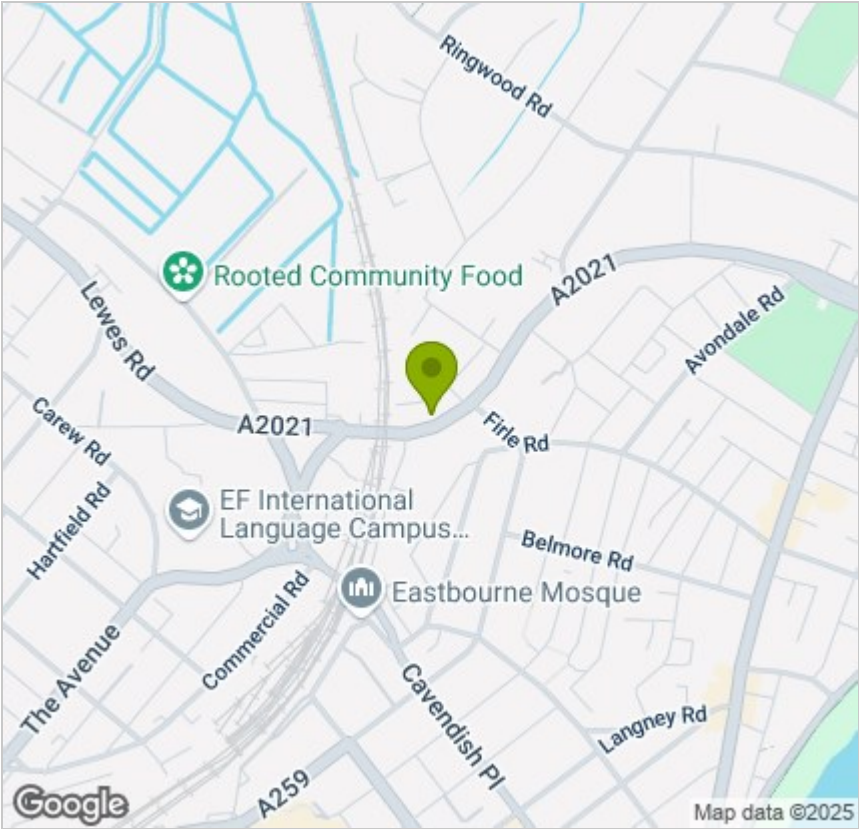 Ringwood Rd
Rooted Community Food
A2021
Lewes Rd
Avondale Rd
Carew Rd
A2021
Firle Rd
Hartfield Rd
EF International
Language Campus...
Belmore Rd
Commercial Rd
Eastbourne Mosque
The Avenue
Cavendish Pl
Langney Rd
A259
Google
Map data ©2025